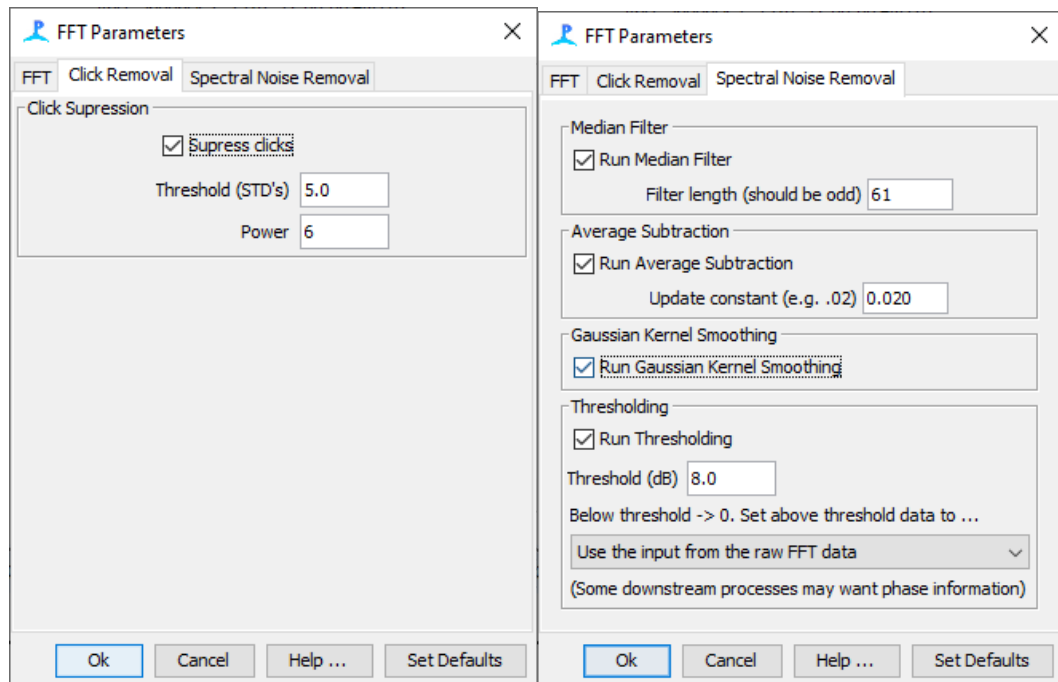 FFT Parameters
FFT Click Removal Spectral Noise Removal
Click Supression
Supress clicks
Threshold (STD's) 5.0
Power 6
Ok Cancel Help ... Set Defaults
FFT Parameters
FFT Click Removal Spectral Noise Removal
Median Filter
Run Median Filter
Filter length (should be odd) 61
Average Subtraction
Run Average Subtraction
Update constant (e.g. .02) 0.020
Gaussian Kernel Smoothing
Run Gaussian Kernel Smoothing
Thresholding
Run Thresholding
Threshold (dB) 8.0
Below threshold -> 0. Set above threshold data to ...
Use the input from the raw FFT data
(Some downstream processes may want phase information)
Ok Cancel Help ... Set Defaults